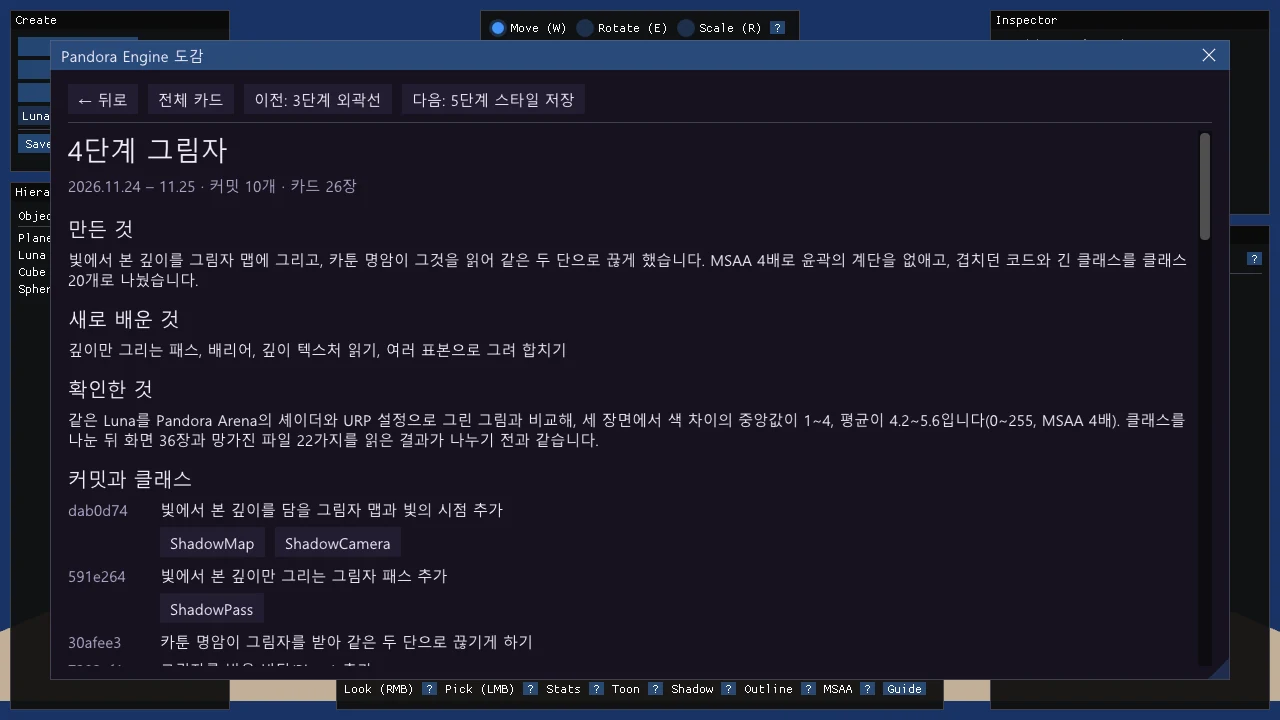 Create
Move (W) Rotate (E) Scale (R) ?
Inspector
Pandora Engine 도감
← 뒤로 전체 카드 이전: 3단계 외곽선 다음: 5단계 스타일 저장
Luna
Save
4단계 그림자
2026.11.24 – 11.25 · 커밋 10개 · 카드 26장
Hiera
Objec
Plane
Luna
Cube
Spher
만든 것
빛에서 본 깊이를 그림자 맵에 그리고, 카툰 명암이 그것을 읽어 같은 두 단으로 끊게 했습니다. MSAA 4배로 윤곽의 계단을 없애고, 겹치던 코드와 긴 클래스를 클래스
20개로 나눴습니다.
?
새로 배운 것
깊이만 그리는 패스, 배리어, 깊이 텍스처 읽기, 여러 표본으로 그려 합치기
확인한 것
같은 Luna를 Pandora Arena의 셰이더와 URP 설정으로 그린 그림과 비교해, 세 장면에서 색 차이의 중앙값이 1~4, 평균이 4.2~5.6입니다(0~255, MSAA 4배). 클래스를
나눈 뒤 화면 36장과 망가진 파일 22가지를 읽은 결과가 나누기 전과 같습니다.
커밋과 클래스
dab0d74 빛에서 본 깊이를 담을 그림자 맵과 빛의 시점 추가
ShadowMap ShadowCamera
591e264 빛에서 본 깊이만 그리는 그림자 패스 추가
ShadowPass
30afee3 카툰 명암이 그림자를 받아 같은 두 단으로 끊기게 하기
Look (RMB) ? Pick (LMB) ? Stats ? Toon ? Shadow ? Outline ? MSAA ? Guide